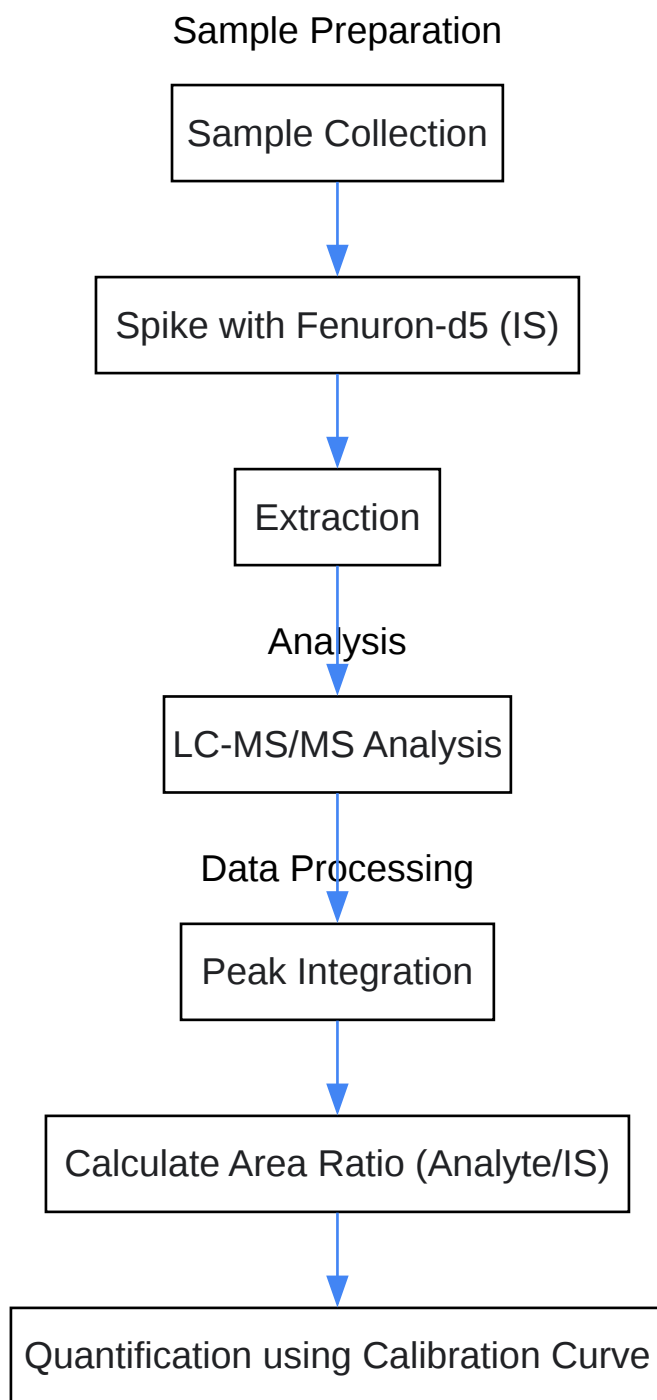 Sample Preparation
Sample Collection
Spike with Fenuron-d5 (IS)
Extraction
Analysis
LC-MS/MS Analysis
Data Processing
Peak Integration
Calculate Area Ratio (Analyte/IS)
Quantification using Calibration Curve